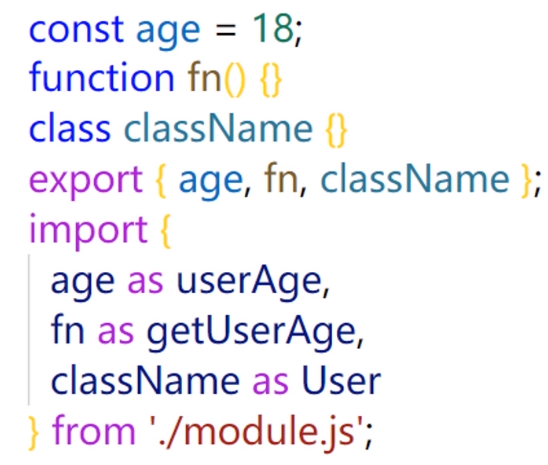 const age = 18;
function fn() {}
class className {}
export { age, fn, className };
import {
age as userAge,
fn as getUserAge,
className as User
} from './module.js';